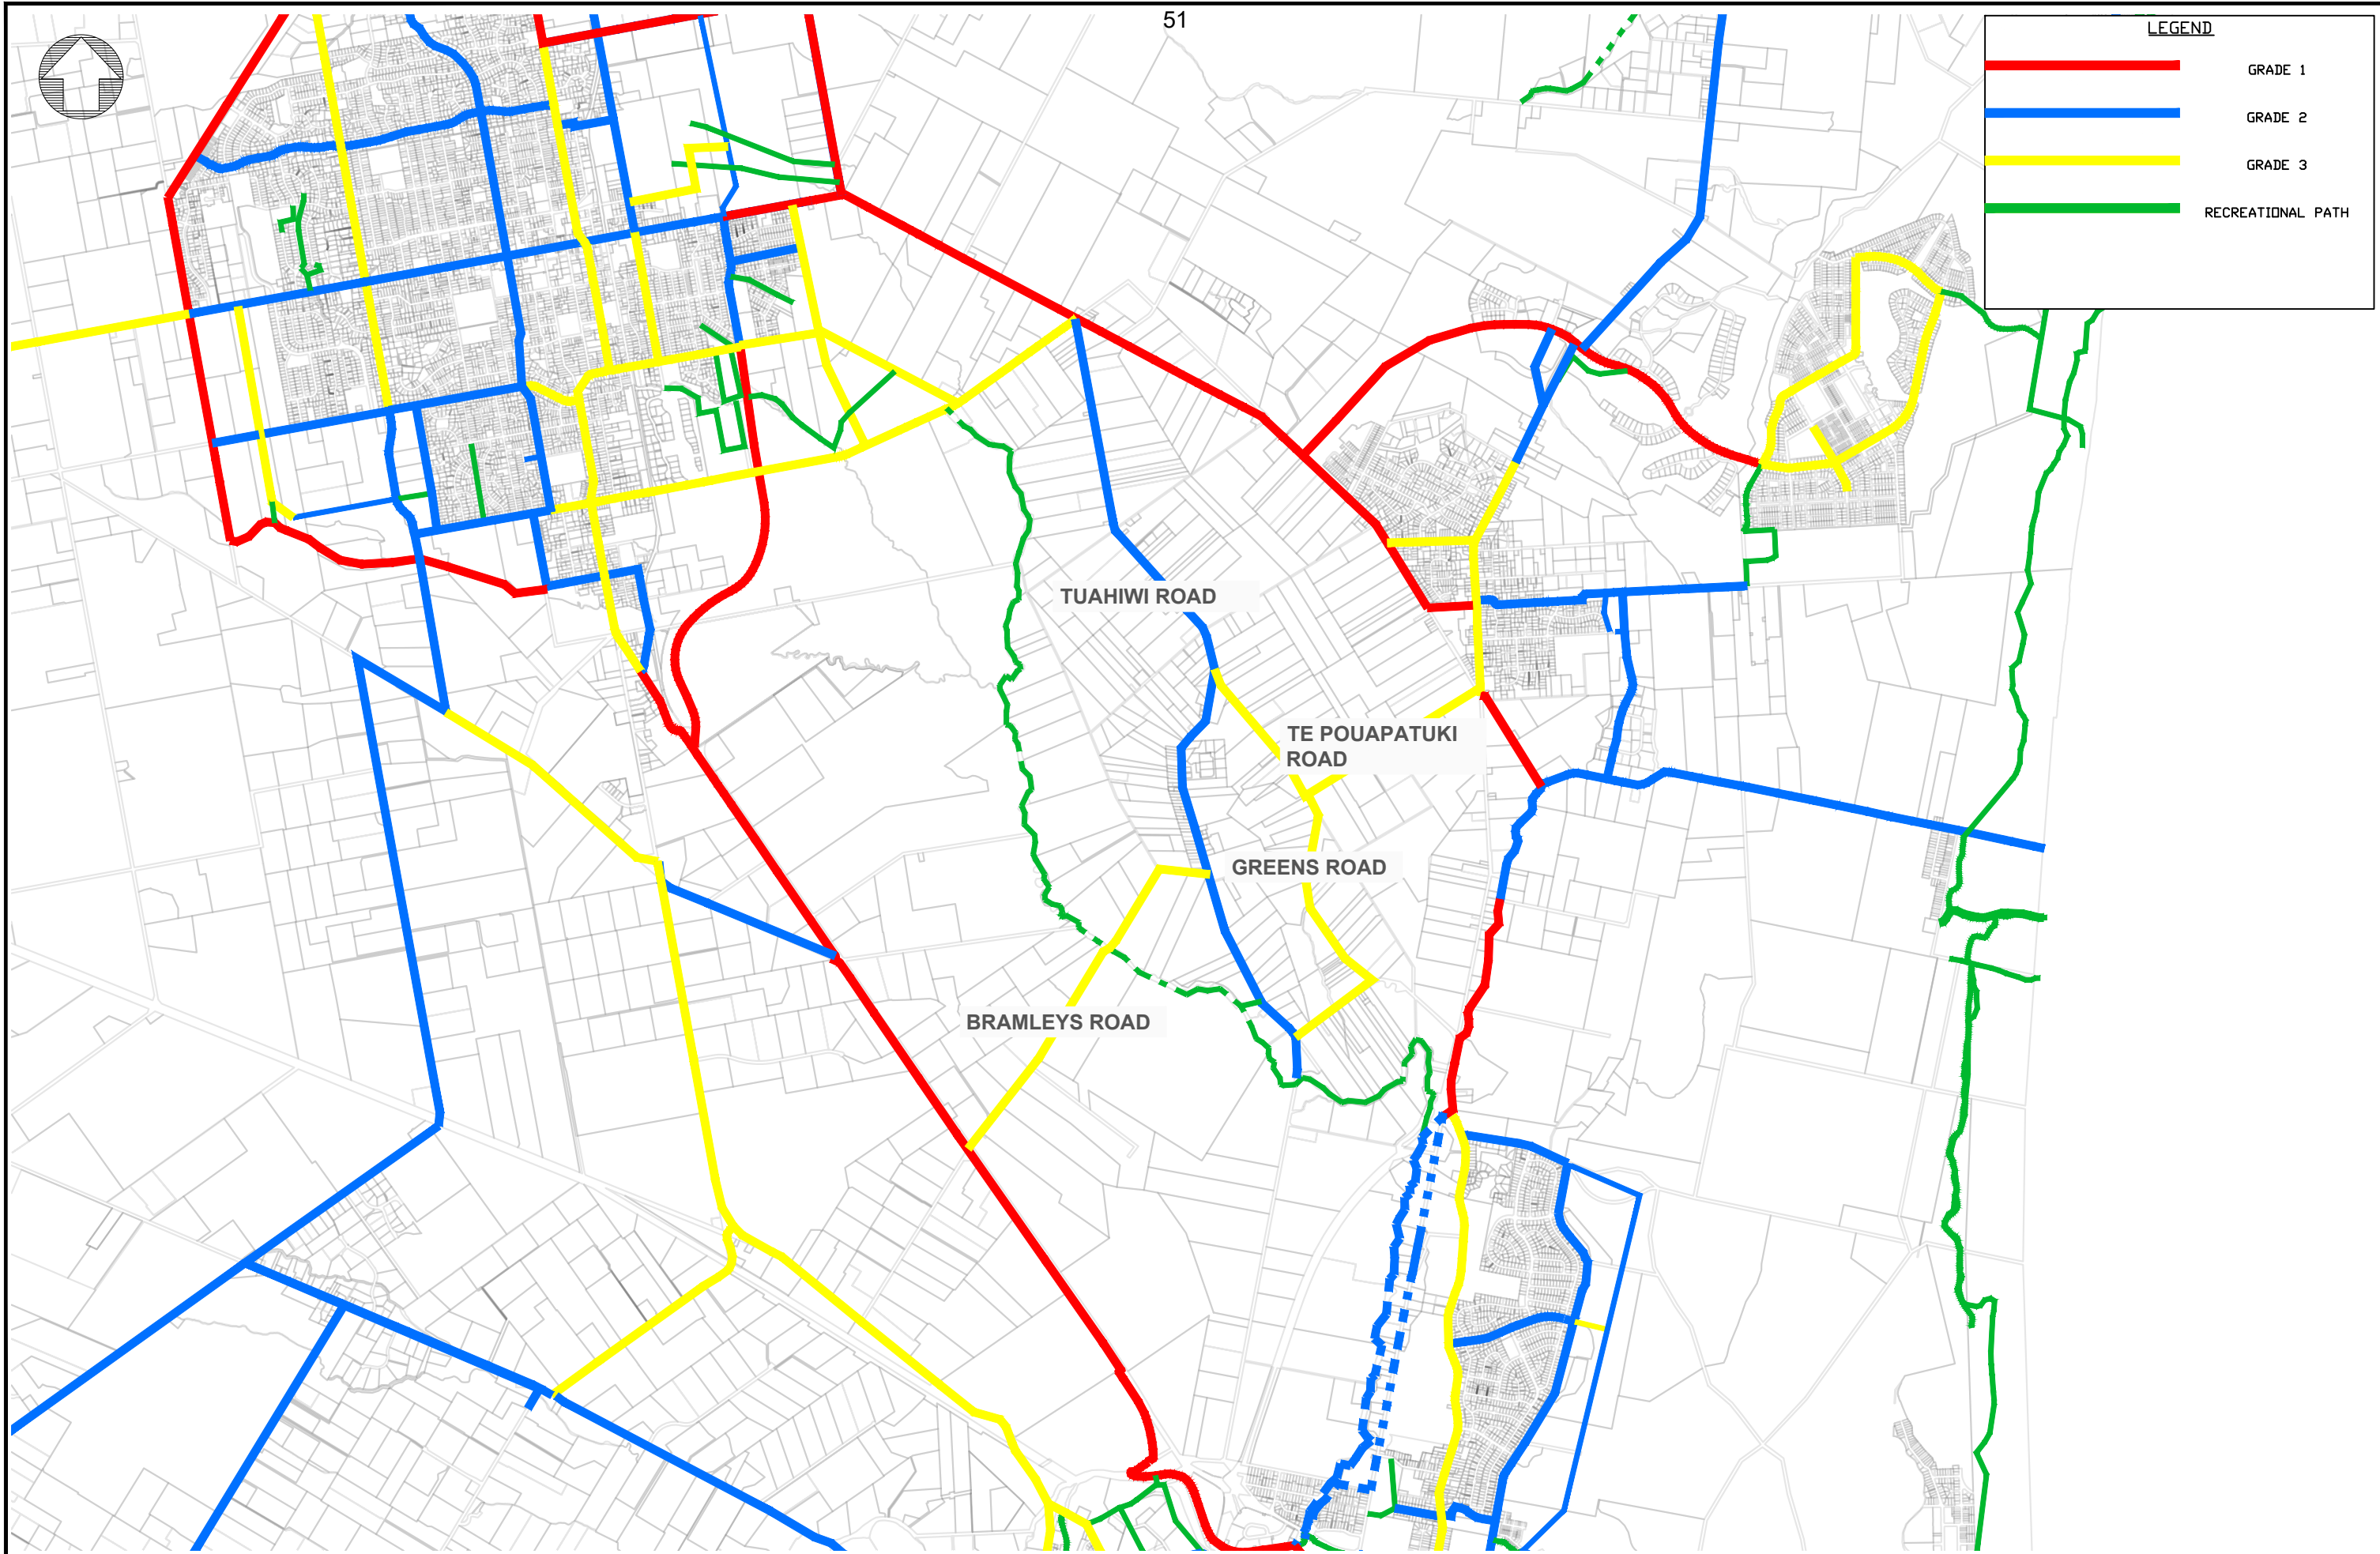 51
LEGEND
GRADE 1
GRADE 2
GRADE 3
RECREATIONAL PATH
TUAHIWI ROAD
TE POUAPATUKI
ROAD
GREENS ROAD
BRAMLEYS ROAD